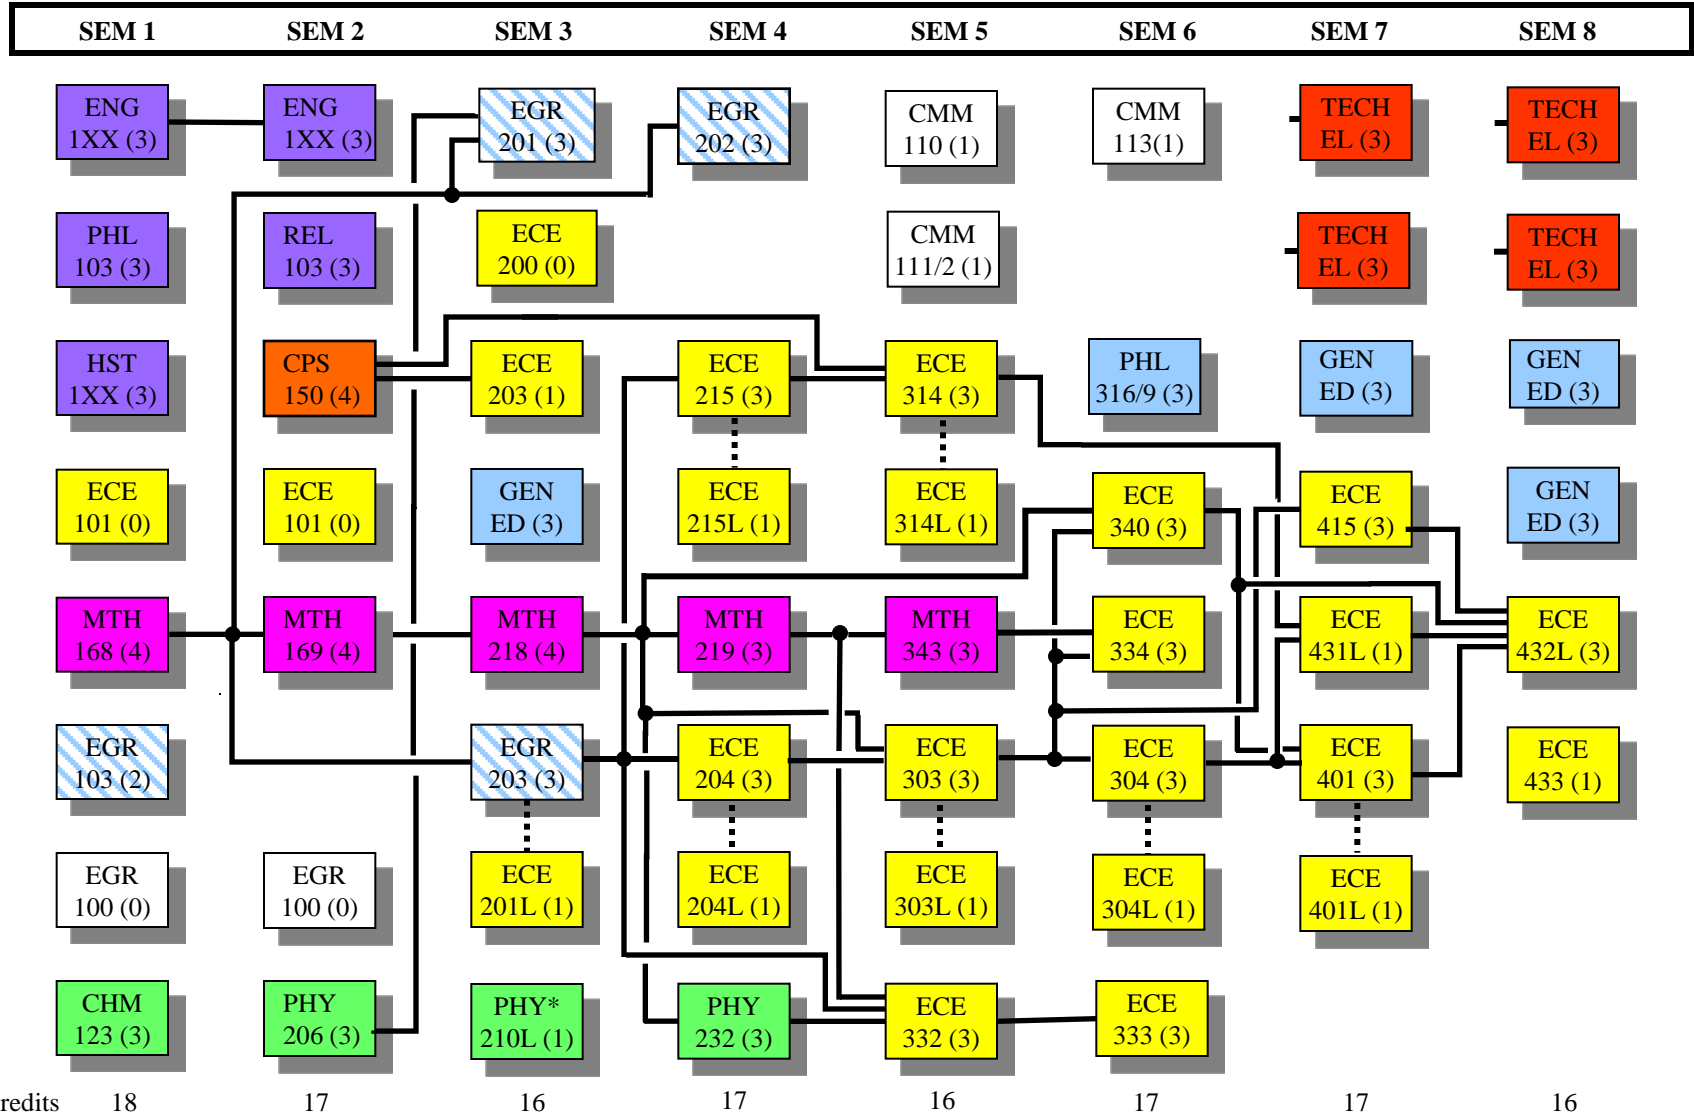 SEM 1 SEM 2 SEM 3 SEM 4 SEM 5 SEM 6 SEM 7 SEM 8
ENG
1XX (3)
ENG
1XX (3)
EGR
201 (3)
EGR
202 (3)
CMM
110 (1)
CMM
113(1)
TECH
EL (3)
TECH
EL (3)
PHL
103 (3)
REL
103 (3)
ECE
200 (0)
CMM
111/2 (1)
TECH
EL (3)
TECH
EL (3)
HST
1XX (3)
CPS
150 (4)
ECE
203 (1)
ECE
215 (3)
ECE
314 (3)
PHL
316/9 (3)
GEN
ED (3)
GEN
ED (3)
ECE
101 (0)
ECE
101 (0)
GEN
ED (3)
ECE
215L (1)
ECE
314L (1)
ECE
340 (3)
ECE
415 (3)
GEN
ED (3)
MTH
168 (4)
MTH
169 (4)
MTH
218 (4)
MTH
219 (3)
MTH
343 (3)
ECE
334 (3)
ECE
431L (1)
ECE
432L (3)
EGR
103 (2)
EGR
203 (3)
ECE
204 (3)
ECE
303 (3)
ECE
304 (3)
ECE
401 (3)
ECE
433 (1)
EGR
100 (0)
EGR
100 (0)
ECE
201L (1)
ECE
204L (1)
ECE
303L (1)
ECE
304L (1)
ECE
401L (1)
CHM
123 (3)
PHY
206 (3)
PHY*
210L (1)
PHY
232 (3)
ECE
332 (3)
ECE
333 (3)
redits 18 17 16 17 16 17 17 16